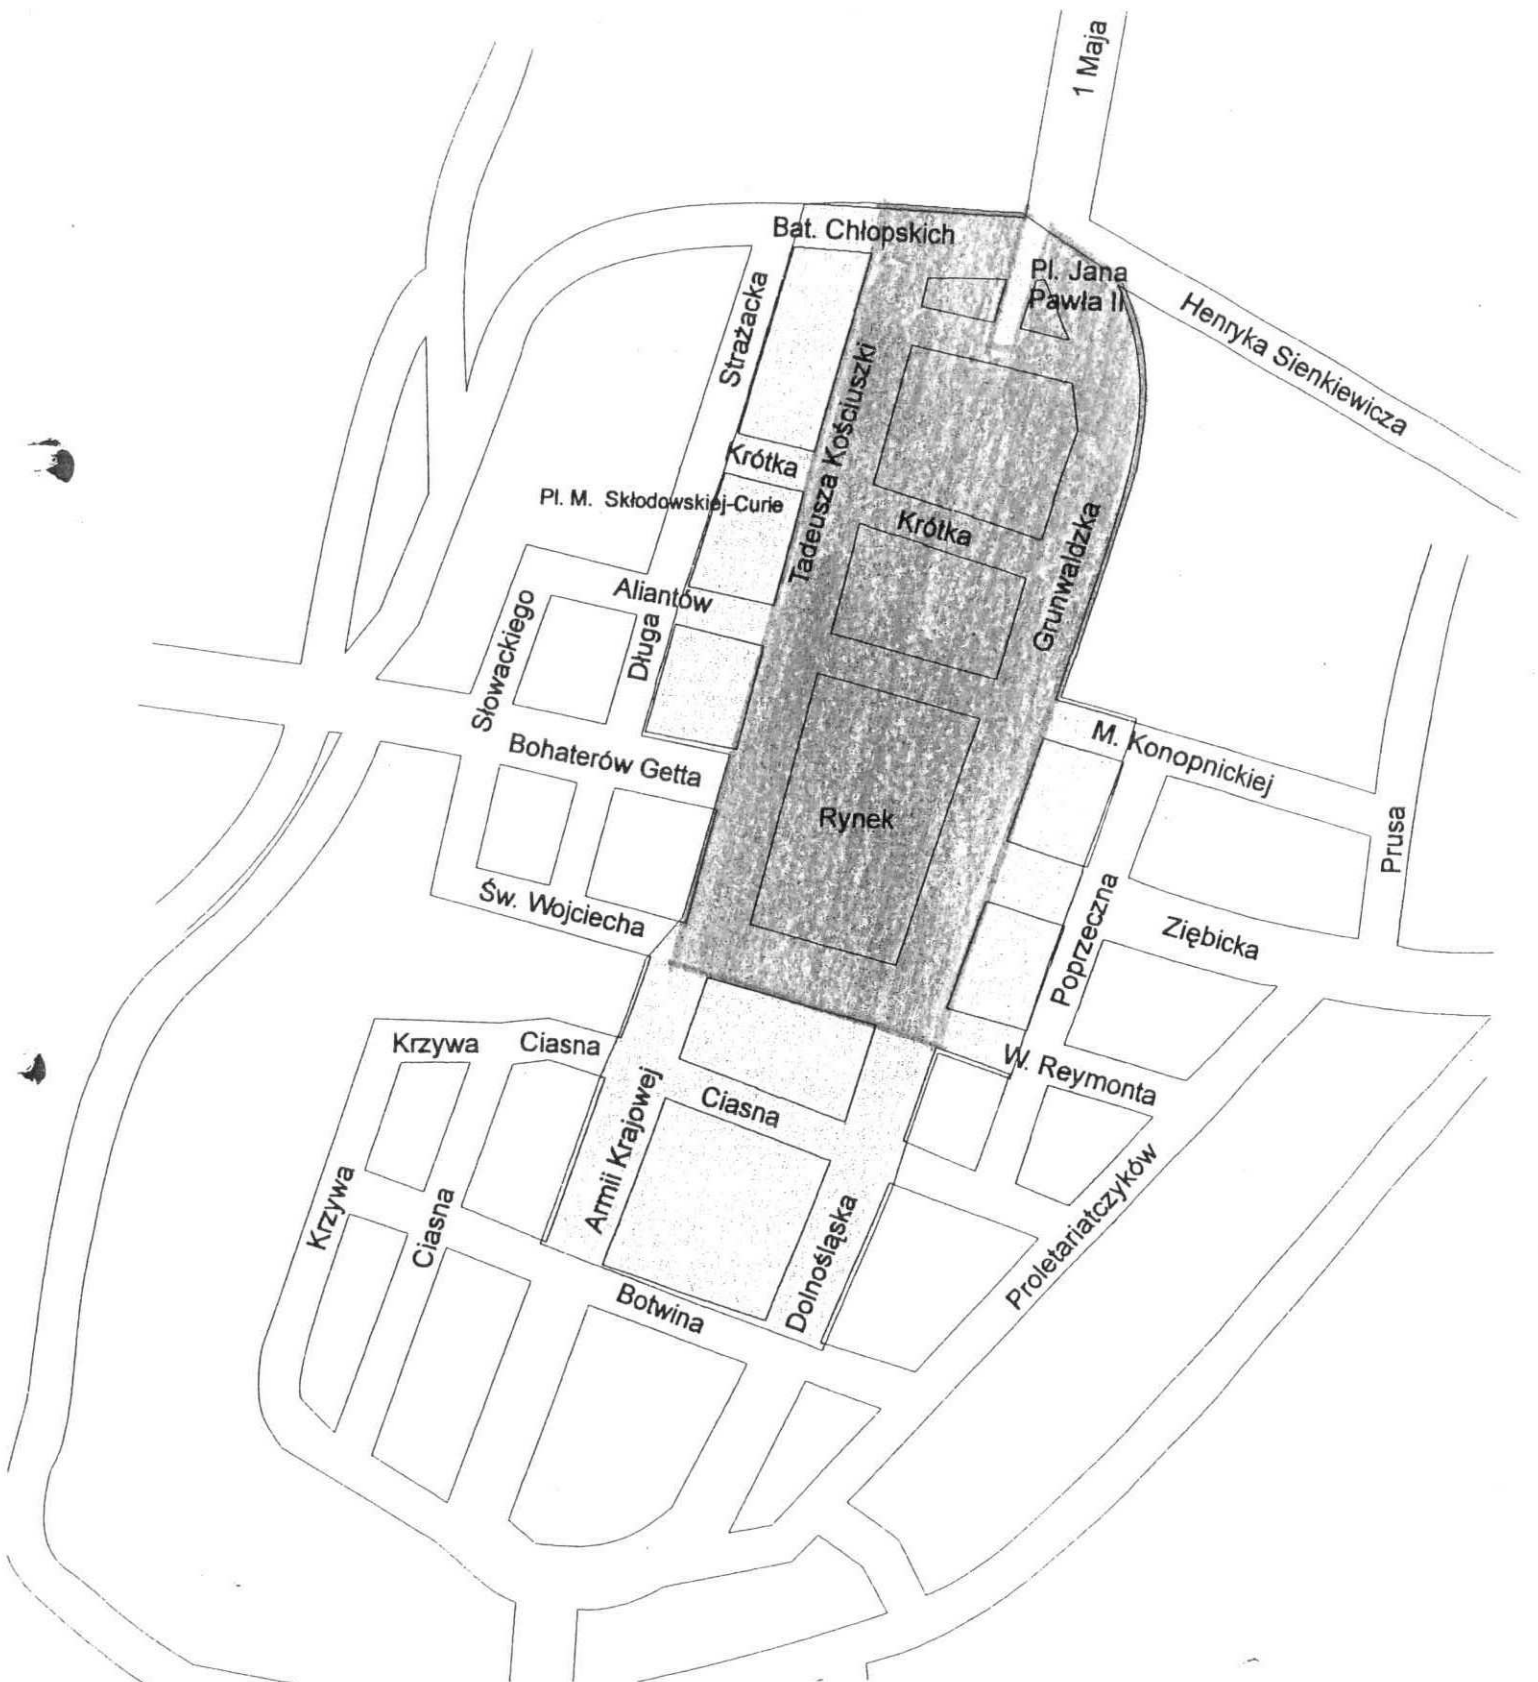 1 Maja
Bat. Chłopskich
Pl. Jana
Pawła II
Henryka Sienkiewicza
Strażacka
Tadeusza Kościuszki
Krótka
Pl. M. Skłodowskiej-Curie
Krótka
Grunwaldzka
Aliantów
Słowackiego
Długa
Bohaterów Getta
M. Konopnickiej
Rynek
Prusa
Św. Wojciecha
Poprzeczna
Ziębicka
Krzywa
Ciasna
W. Reymonta
Armii Krajowej
Ciasna
Krzywa
Ciasna
Dolnośląska
Proletariatczyków
Botwina